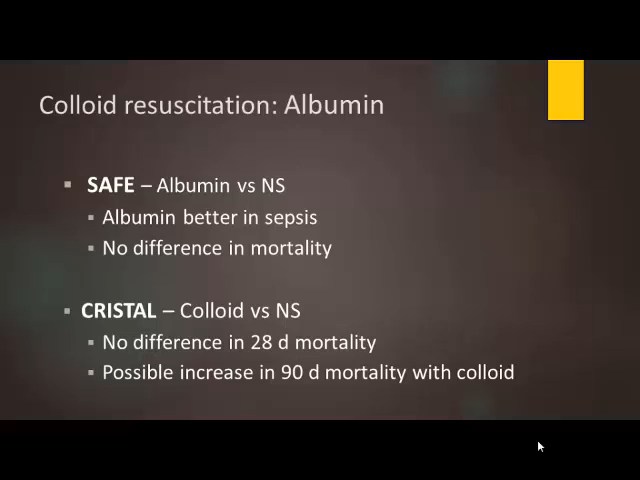 Colloid resuscitation: Albumin
SAFE – Albumin vs NS
Albumin better in sepsis
No difference in mortality
CRISTAL – Colloid vs NS
No difference in 28 d mortality
Possible increase in 90 d mortality with colloid